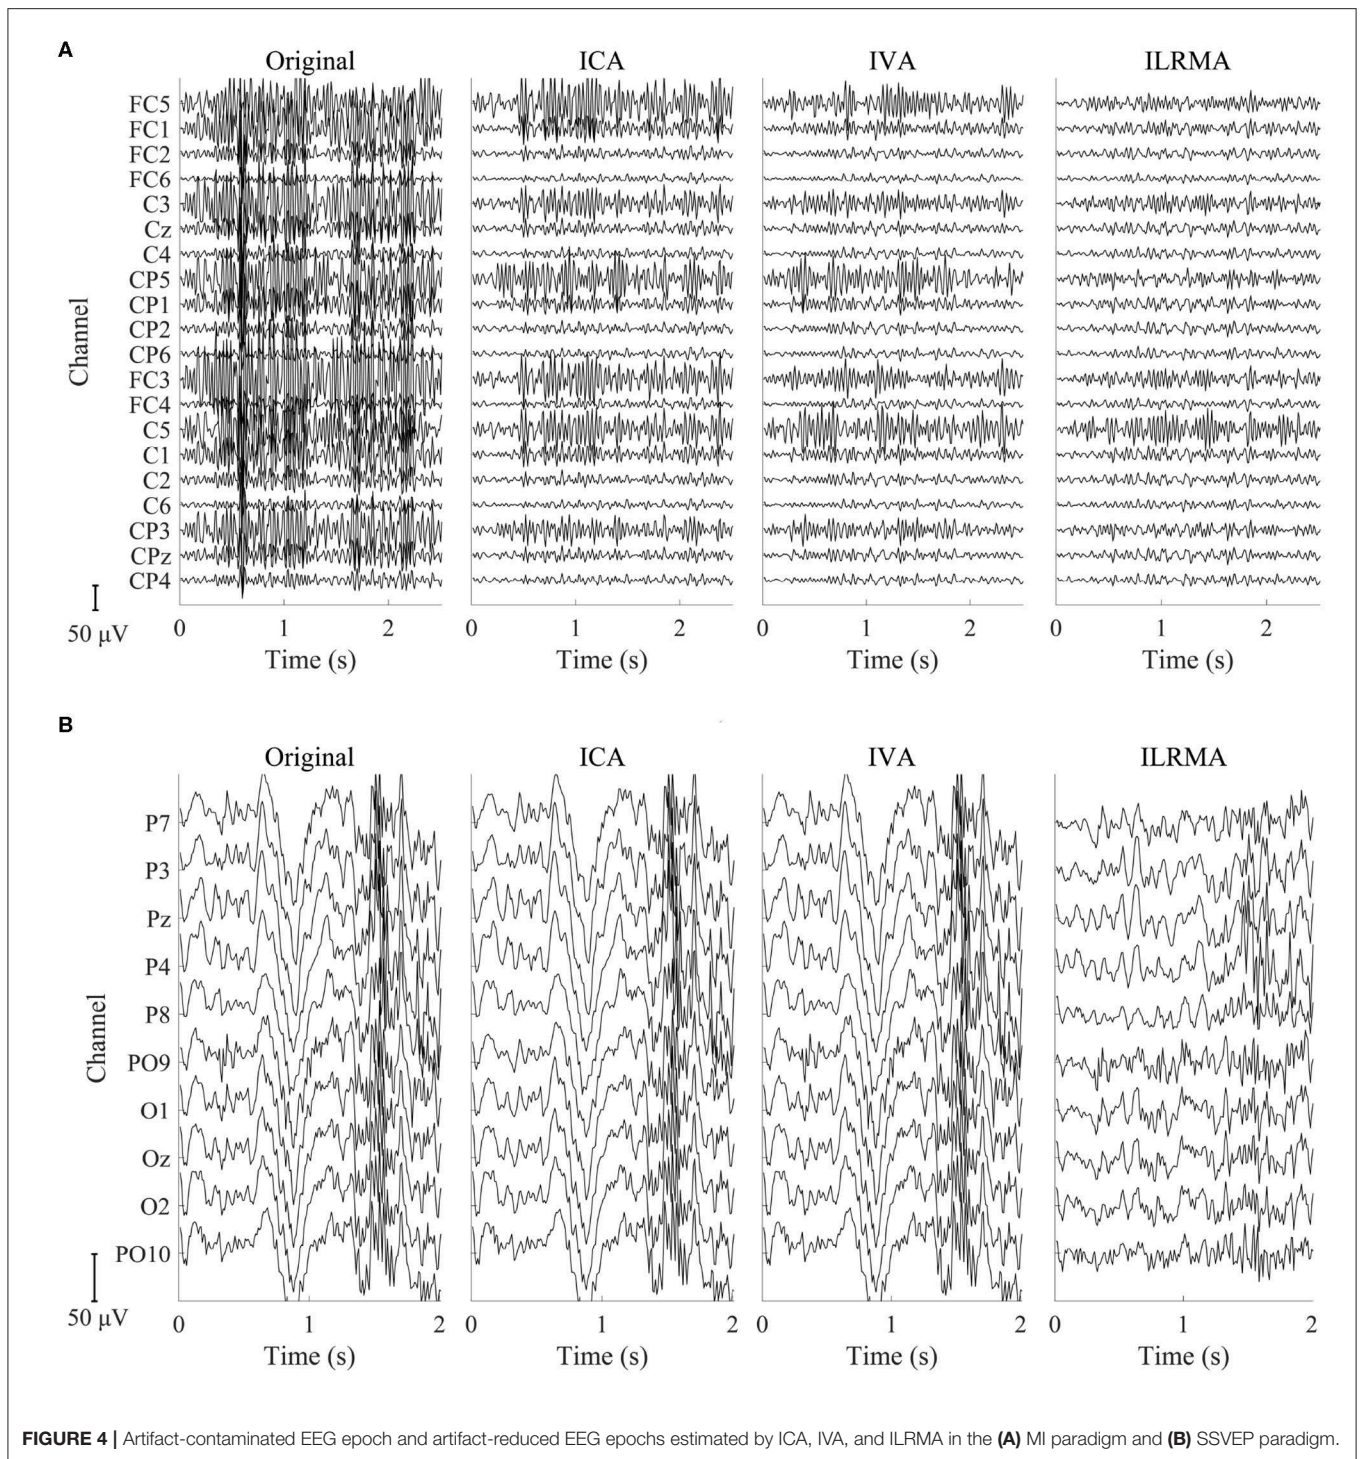 A
Original ICA IVA ILRMA
FC5
FC1
FC2
FC6
C3
Cz
C4
CP5
CP1
CP2
CP6
FC3
FC4
C5
C1
C2
C6
CP3
CPz
CP4
Channel
50 μV
0 1 2 0 1 2 0 1 2 0 1 2
Time (s) Time (s) Time (s) Time (s)
B
Original ICA IVA ILRMA
P7
P3
Pz
P4
P8
PO9
O1
Oz
O2
PO10
Channel
50 μV
0 1 2 0 1 2 0 1 2 0 1 2
Time (s) Time (s) Time (s) Time (s)
FIGURE 4 | Artifact-contaminated EEG epoch and artifact-reduced EEG epochs estimated by ICA, IVA, and ILRMA in the (A) MI paradigm and (B) SSVEP paradigm.